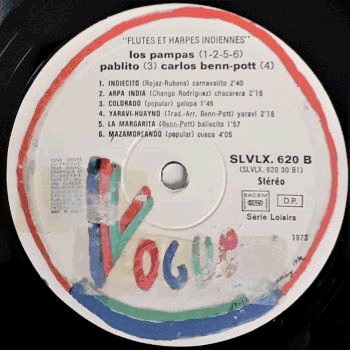 "FLUTES ET HARPES INDIENNES"
los pampas (1-2-5-6)
pablito (3) carlos benn-pott (4)
1. INDIECITO (Rojaz-Rubens) carnavalito 2'40
2. ARPA INDIA (Chango Rodriguez) chacarera 2'16
3. COLORADO (popular) galopa 1'46
4. YARAVI-HUAYNO (Trad.-Arr. Benn-Pott) yaravi 2'18
5. LA MARGARITA (Benn-Pott) bailecito 1'57
6. MAZAMORCANDO (popular) cueca 4'05
SLVLX. 620 B
(SLVLX. 620 30 B1)
Stéréo
SACEM
D.P.
Série Loisirs
VOGUE
1973